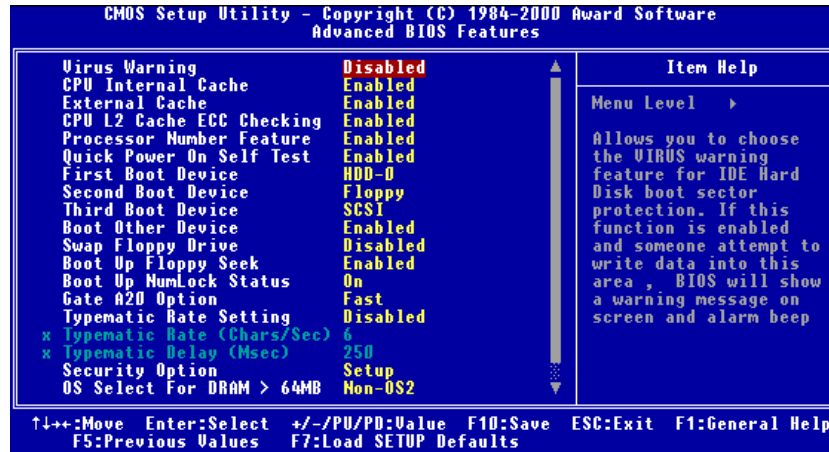 CMOS Setup Utility - Copyright (C) 1984-2000 Award Software
Advanced BIOS Features
Virus Warning Disabled
CPU Internal Cache Enabled
External Cache Enabled
CPU L2 Cache ECC Checking Enabled
Processor Number Feature Enabled
Quick Power On Self Test Enabled
First Boot Device HDD-0
Second Boot Device Floppy
Third Boot Device SCSI
Boot Other Device Enabled
Swap Floppy Drive Disabled
Boot Up Floppy Seek Enabled
Boot Up NumLock Status On
Gate A20 Option Fast
Typematic Rate Setting Disabled
x Typematic Rate (Chars/Sec) 6
x Typematic Delay (Msec) 250
Security Option Setup
OS Select For DRAM > 64MB Non-OS2
Item Help
Menu Level ▸
Allows you to choose
the VIRUS warning
feature for IDE Hard
Disk boot sector
protection. If this
function is enabled
and someone attempt to
write data into this
area , BIOS will show
a warning message on
screen and alarm beep
↑↓→←:Move Enter:Select +/-/PU/PD:Value F10:Save ESC:Exit F1:General Help
F5:Previous Values F7:Load SETUP Defaults